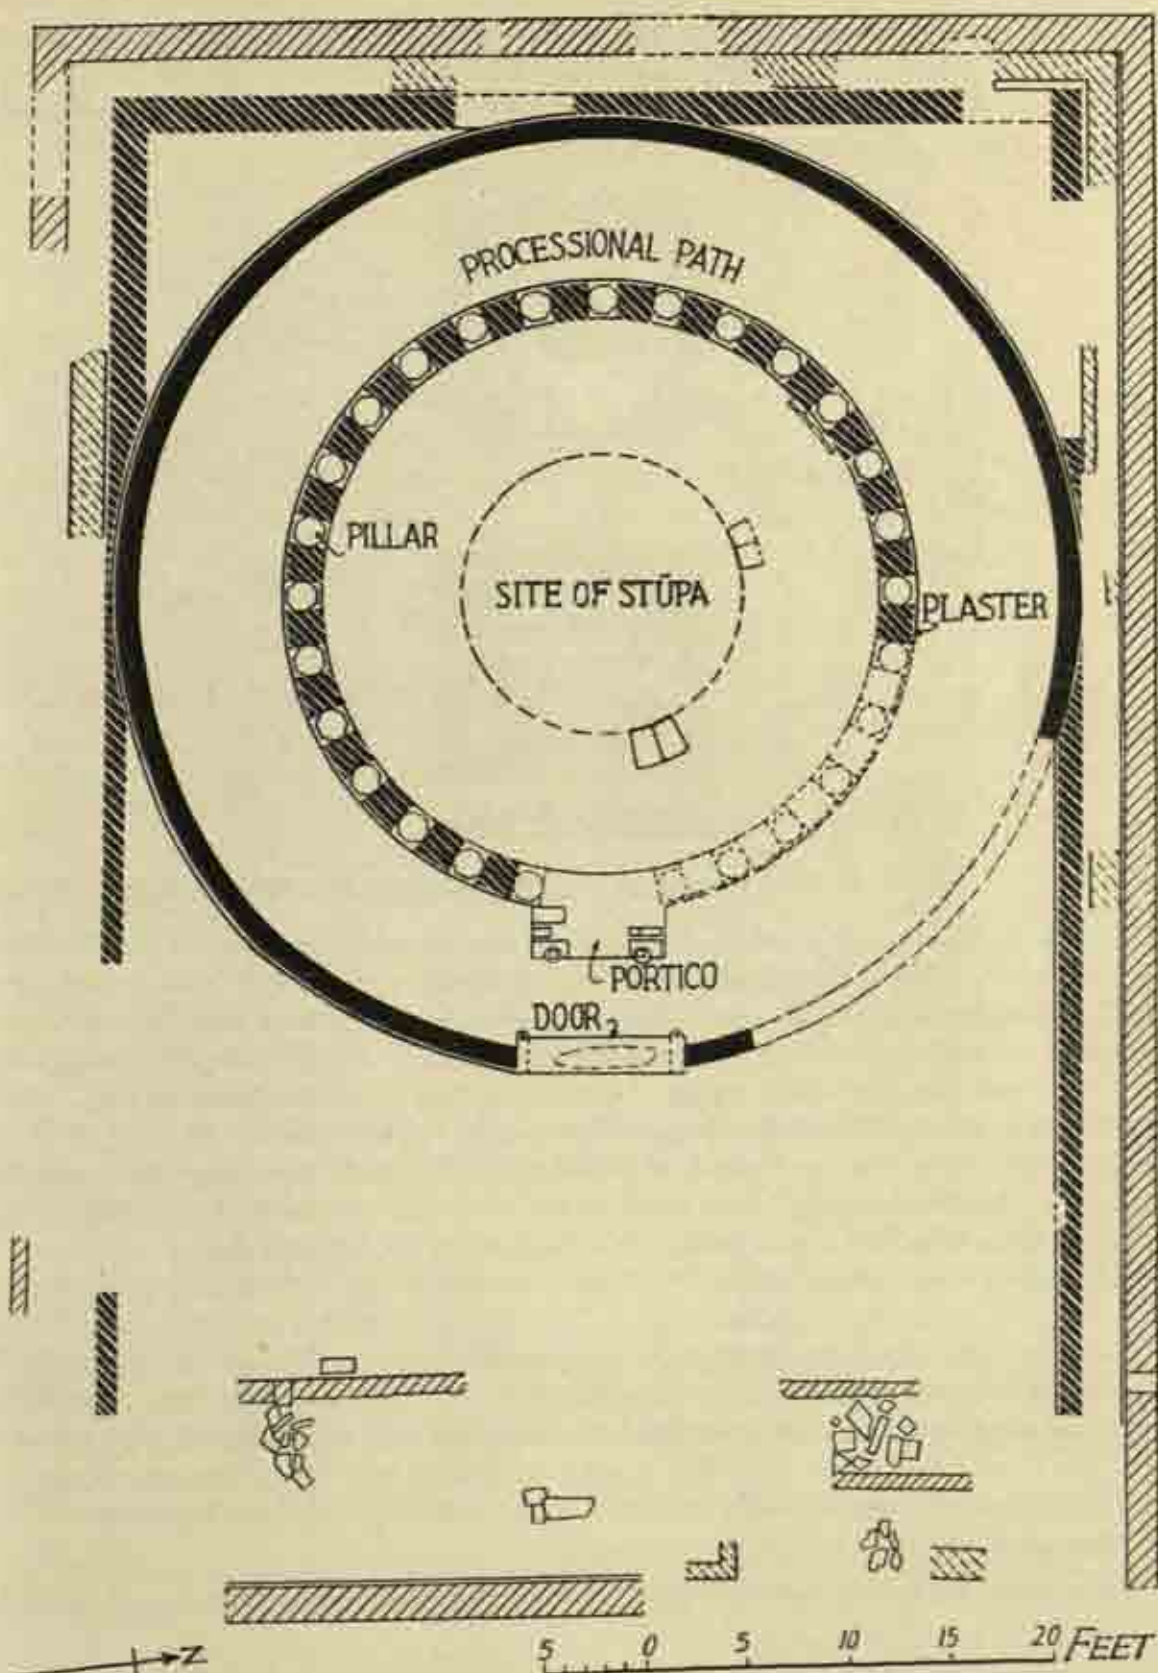 PROCESSIONAL PATH
PILLAR
SITE OF STŪPA
PLASTER
PORTICO
DOOR
Z
5 0 5 10 15 20 FEET